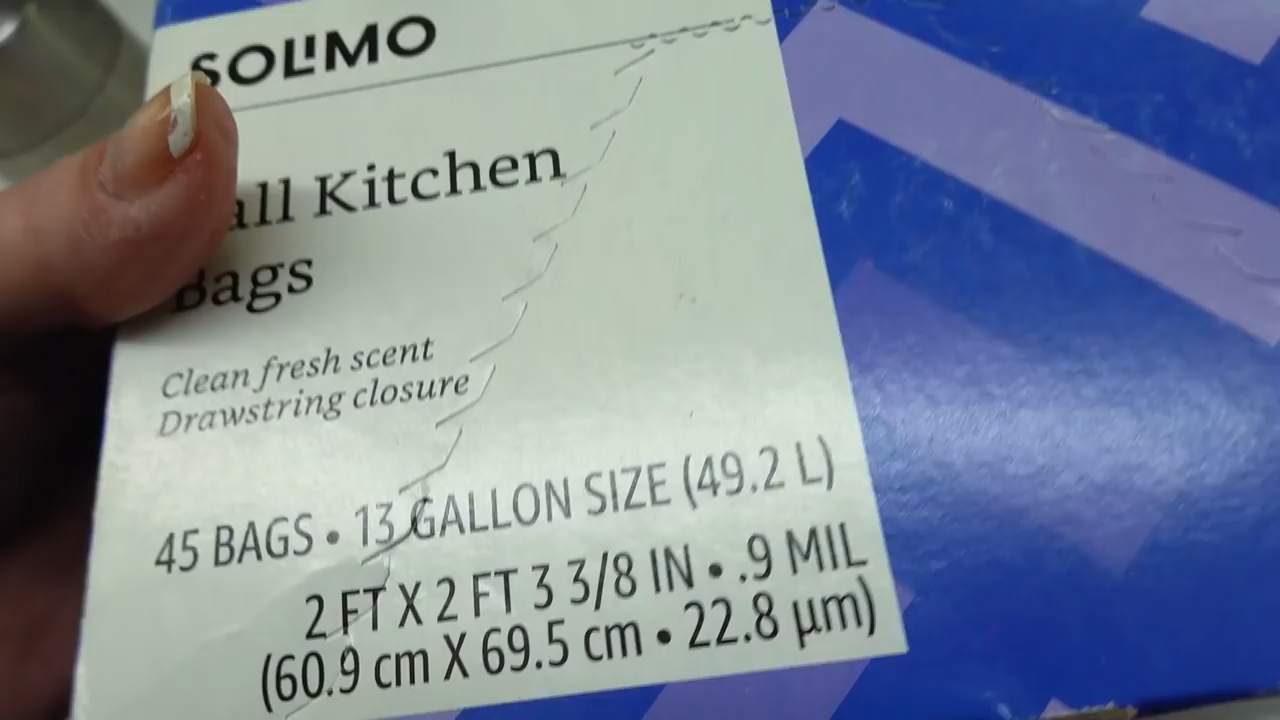 SOLIMO
all Kitchen
Bags
Clean fresh scent
Drawstring closure
45 BAGS • 13 GALLON SIZE (49.2 L)
2 FT X 2 FT 3 3/8 IN • .9 MIL
(60.9 cm X 69.5 cm • 22.8 µm)